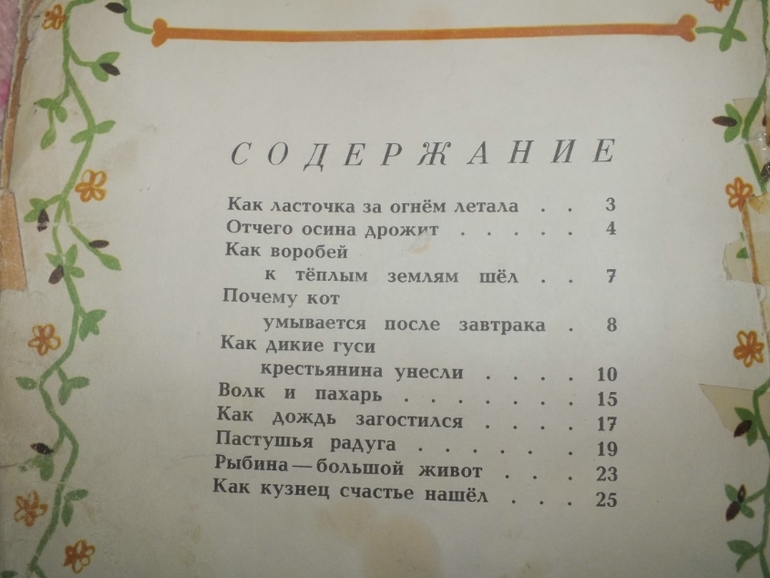 СОДЕРЖАНИЕ
Как ласточка за огнём летала . . 3
Отчего осина дрожит . . . . . 4
Как воробей
к тёплым землям шёл . . 7
Почему кот
умывается после завтрака . 8
Как дикие гуси
крестьянина унесли . . . . 10
Волк и пахарь . . . . . . . 15
Как дождь загостился . . . . 17
Пастушья радуга . . . . . . 19
Рыбина — большой живот . . . 23
Как кузнец счастье нашёл . . . 25